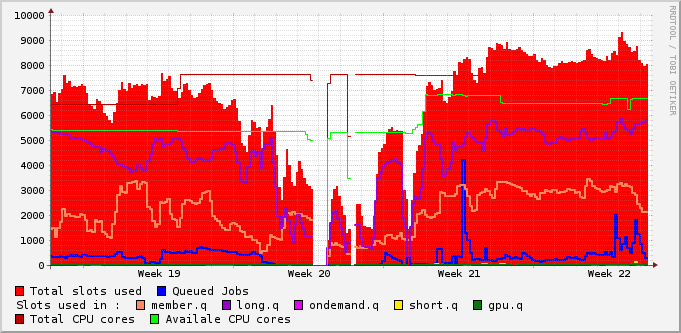 10000
9000
8000
7000
6000
5000
4000
3000
2000
1000
0
Week 19 Week 20 Week 21 Week 22
RRDTOOL / TOBI OETIKER
Total slots used Queued Jobs
Slots used in : member.q long.q ondemand.q short.q gpu.q
Total CPU cores Availale CPU cores